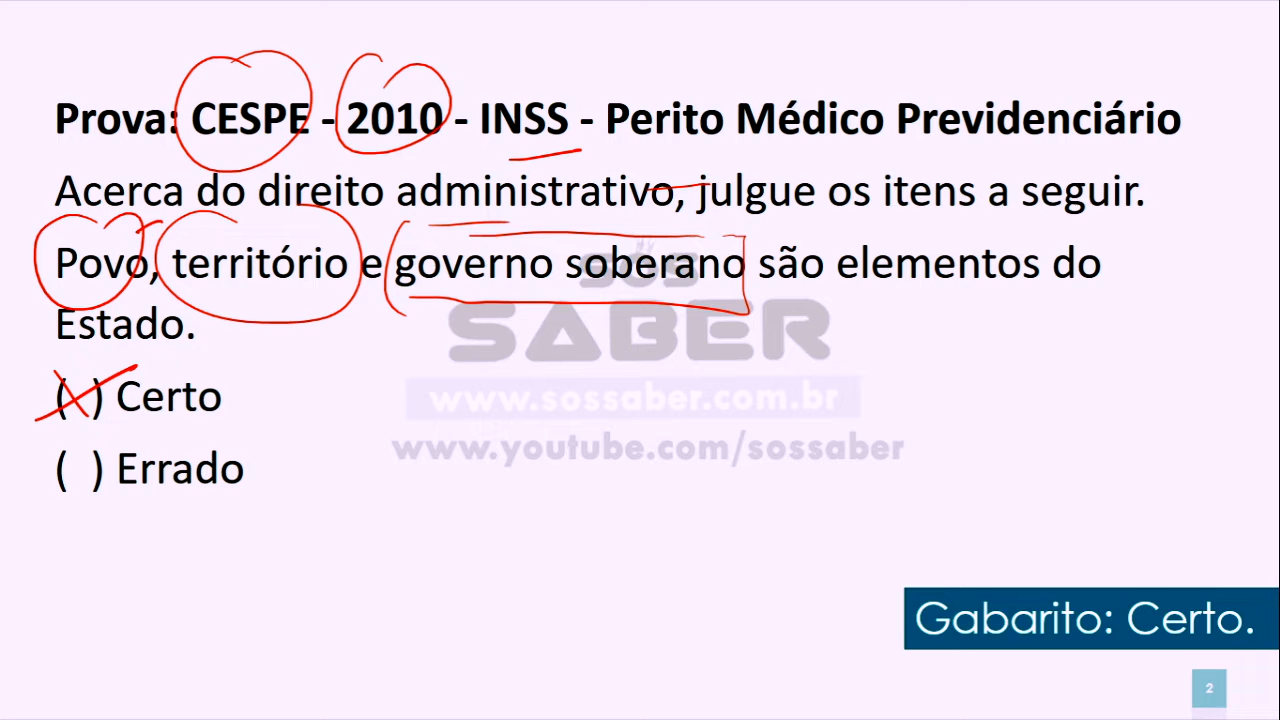 Prova: CESPE - 2010 - INSS - Perito Médico Previdenciário
Acerca do direito administrativo, julgue os itens a seguir.
Povo, território e governo soberano são elementos do
Estado.
( ) Certo
( ) Errado
SOS
SABER
www.sossaber.com.br
www.youtube.com/sossaber
Gabarito: Certo.
2